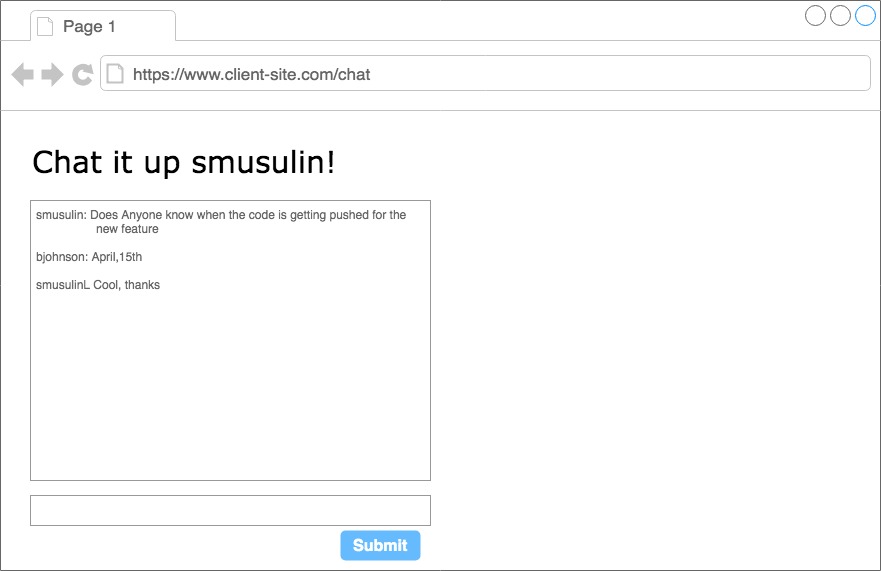 Page 1
https://www.client-site.com/chat
Chat it up smusulin!
smusulin: Does Anyone know when the code is getting pushed for the
new feature
bjohnson: April,15th
smusulinL Cool, thanks
Submit